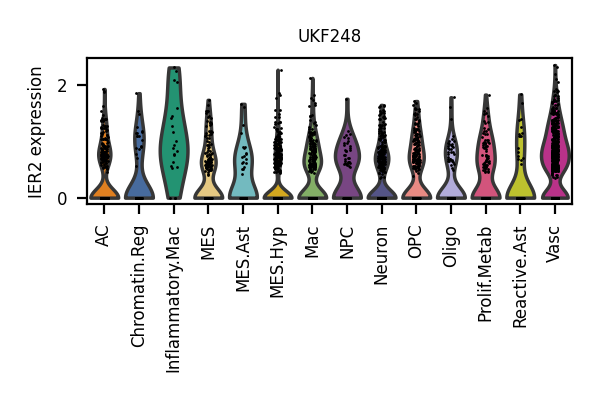 UKF248
IER2 expression
2
0
AC
Chromatin.Reg
Inflammatory.Mac
MES
MES.Ast
MES.Hyp
Mac
NPC
Neuron
OPC
Oligo
Prolif.Metab
Reactive.Ast
Vasc